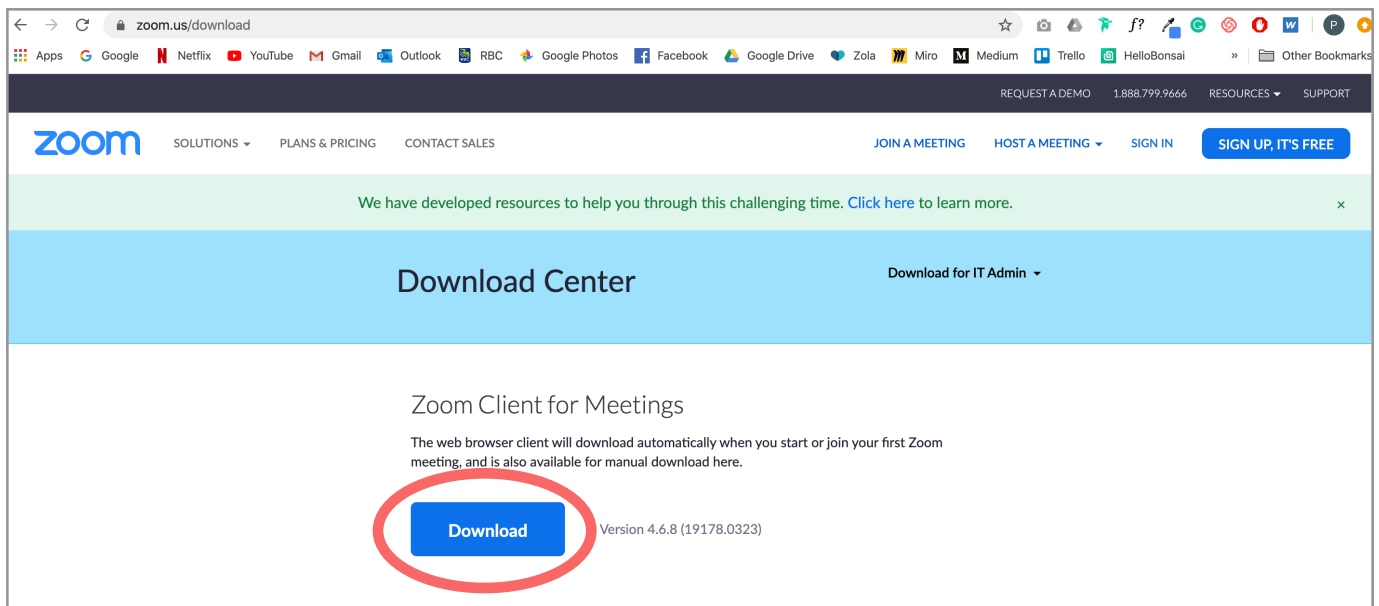 zoom.us/download
f?
W
P
Apps Google Netflix YouTube Gmail Outlook RBC Google Photos Facebook Google Drive Zola Miro Medium Trello HelloBonsai » Other Bookmarks
REQUEST A DEMO 1.888.799.9666 RESOURCES SUPPORT
zoom SOLUTIONS PLANS & PRICING CONTACT SALES JOIN A MEETING HOST A MEETING SIGN IN SIGN UP, IT'S FREE
We have developed resources to help you through this challenging time. Click here to learn more. ×
Download Center
Download for IT Admin
Zoom Client for Meetings
The web browser client will download automatically when you start or join your first Zoom
meeting, and is also available for manual download here.
Download Version 4.6.8 (19178.0323)